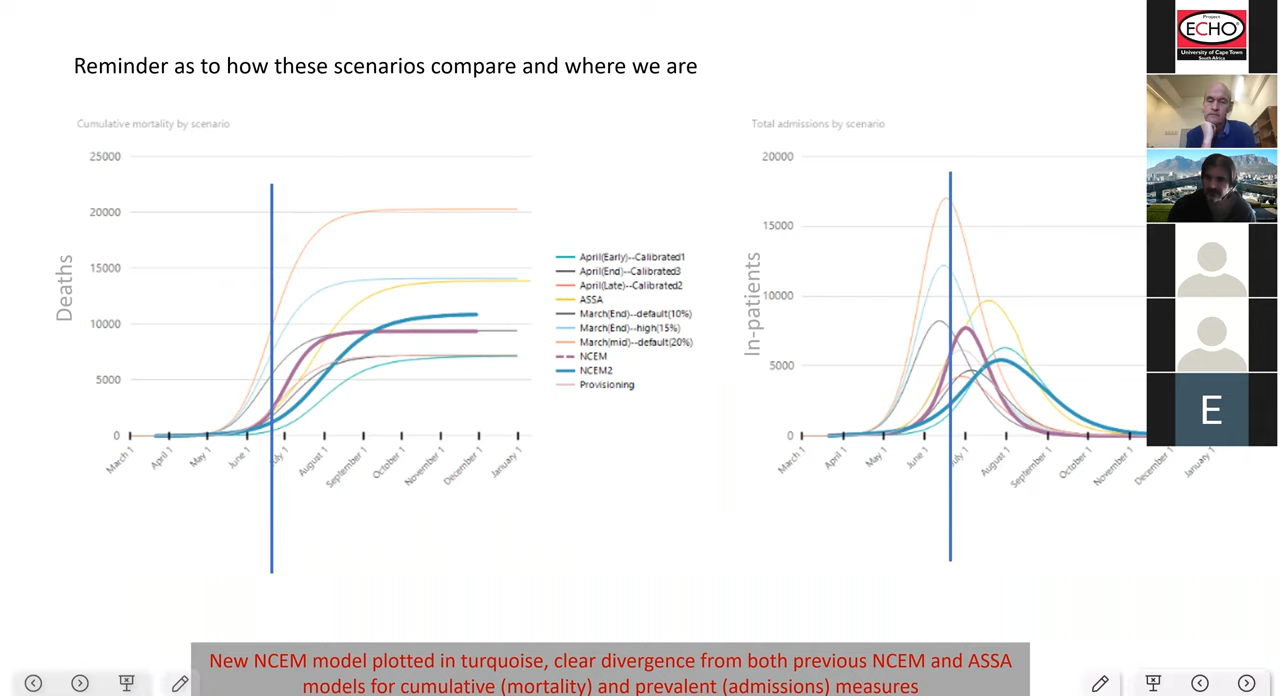 Reminder as to how these scenarios compare and where we are
Cumulative mortality by scenario
25000
20000
15000
10000
5000
0
Deaths
March 1
April 1
May 1
June 1
July 1
August 1
September 1
October 1
November 1
December 1
January 1
April(Early)--Calibrated1
April(End)--Calibrated3
April(Late)--Calibrated2
ASSA
March(End)--default(10%)
March(End)--high(15%)
March(mid)--default(20%)
NCEM
NCEM2
Provisioning
Total admissions by scenario
20000
15000
10000
5000
0
In-patients
March 1
April 1
May 1
June 1
July 1
August 1
September 1
October 1
November 1
December 1
January 1
New NCEM model plotted in turquoise, clear divergence from both previous NCEM and ASSA
models for cumulative (mortality) and prevalent (admissions) measures
Project
ECHO®
University of Cape Town
South Africa
E